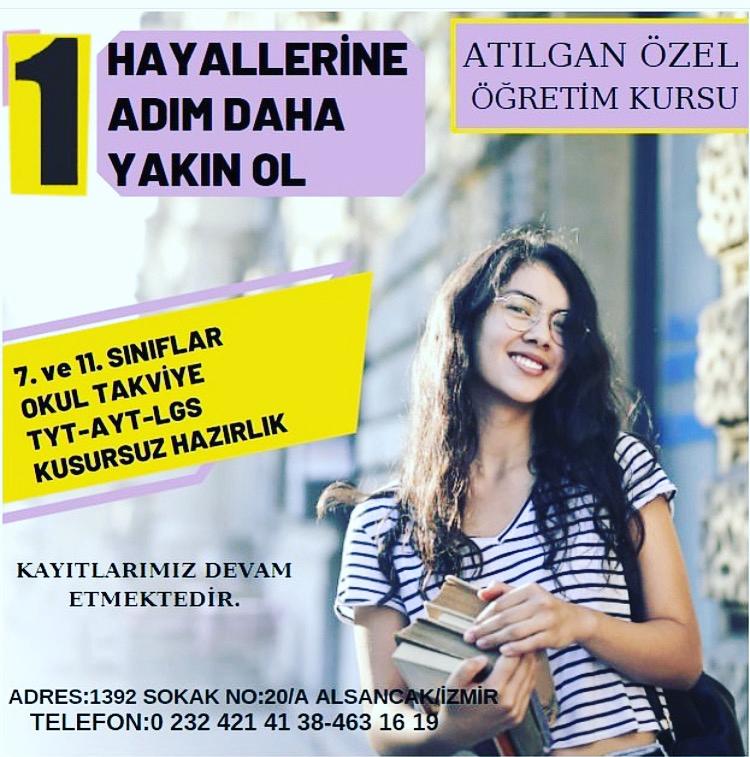 1
HAYALLERİNE
ADIM DAHA
YAKIN OL
ATILGAN ÖZEL
ÖĞRETİM KURSU
7. ve 11. SINIFLAR
OKUL TAKVİYE
TYT-AYT-LGS
KUSURSUZ HAZIRLIK
KAYITLARIMIZ DEVAM
ETMEKTEDİR.
ADRES:1392 SOKAK NO:20/A ALSANCAK/İZMİR
TELEFON:0 232 421 41 38-463 16 19